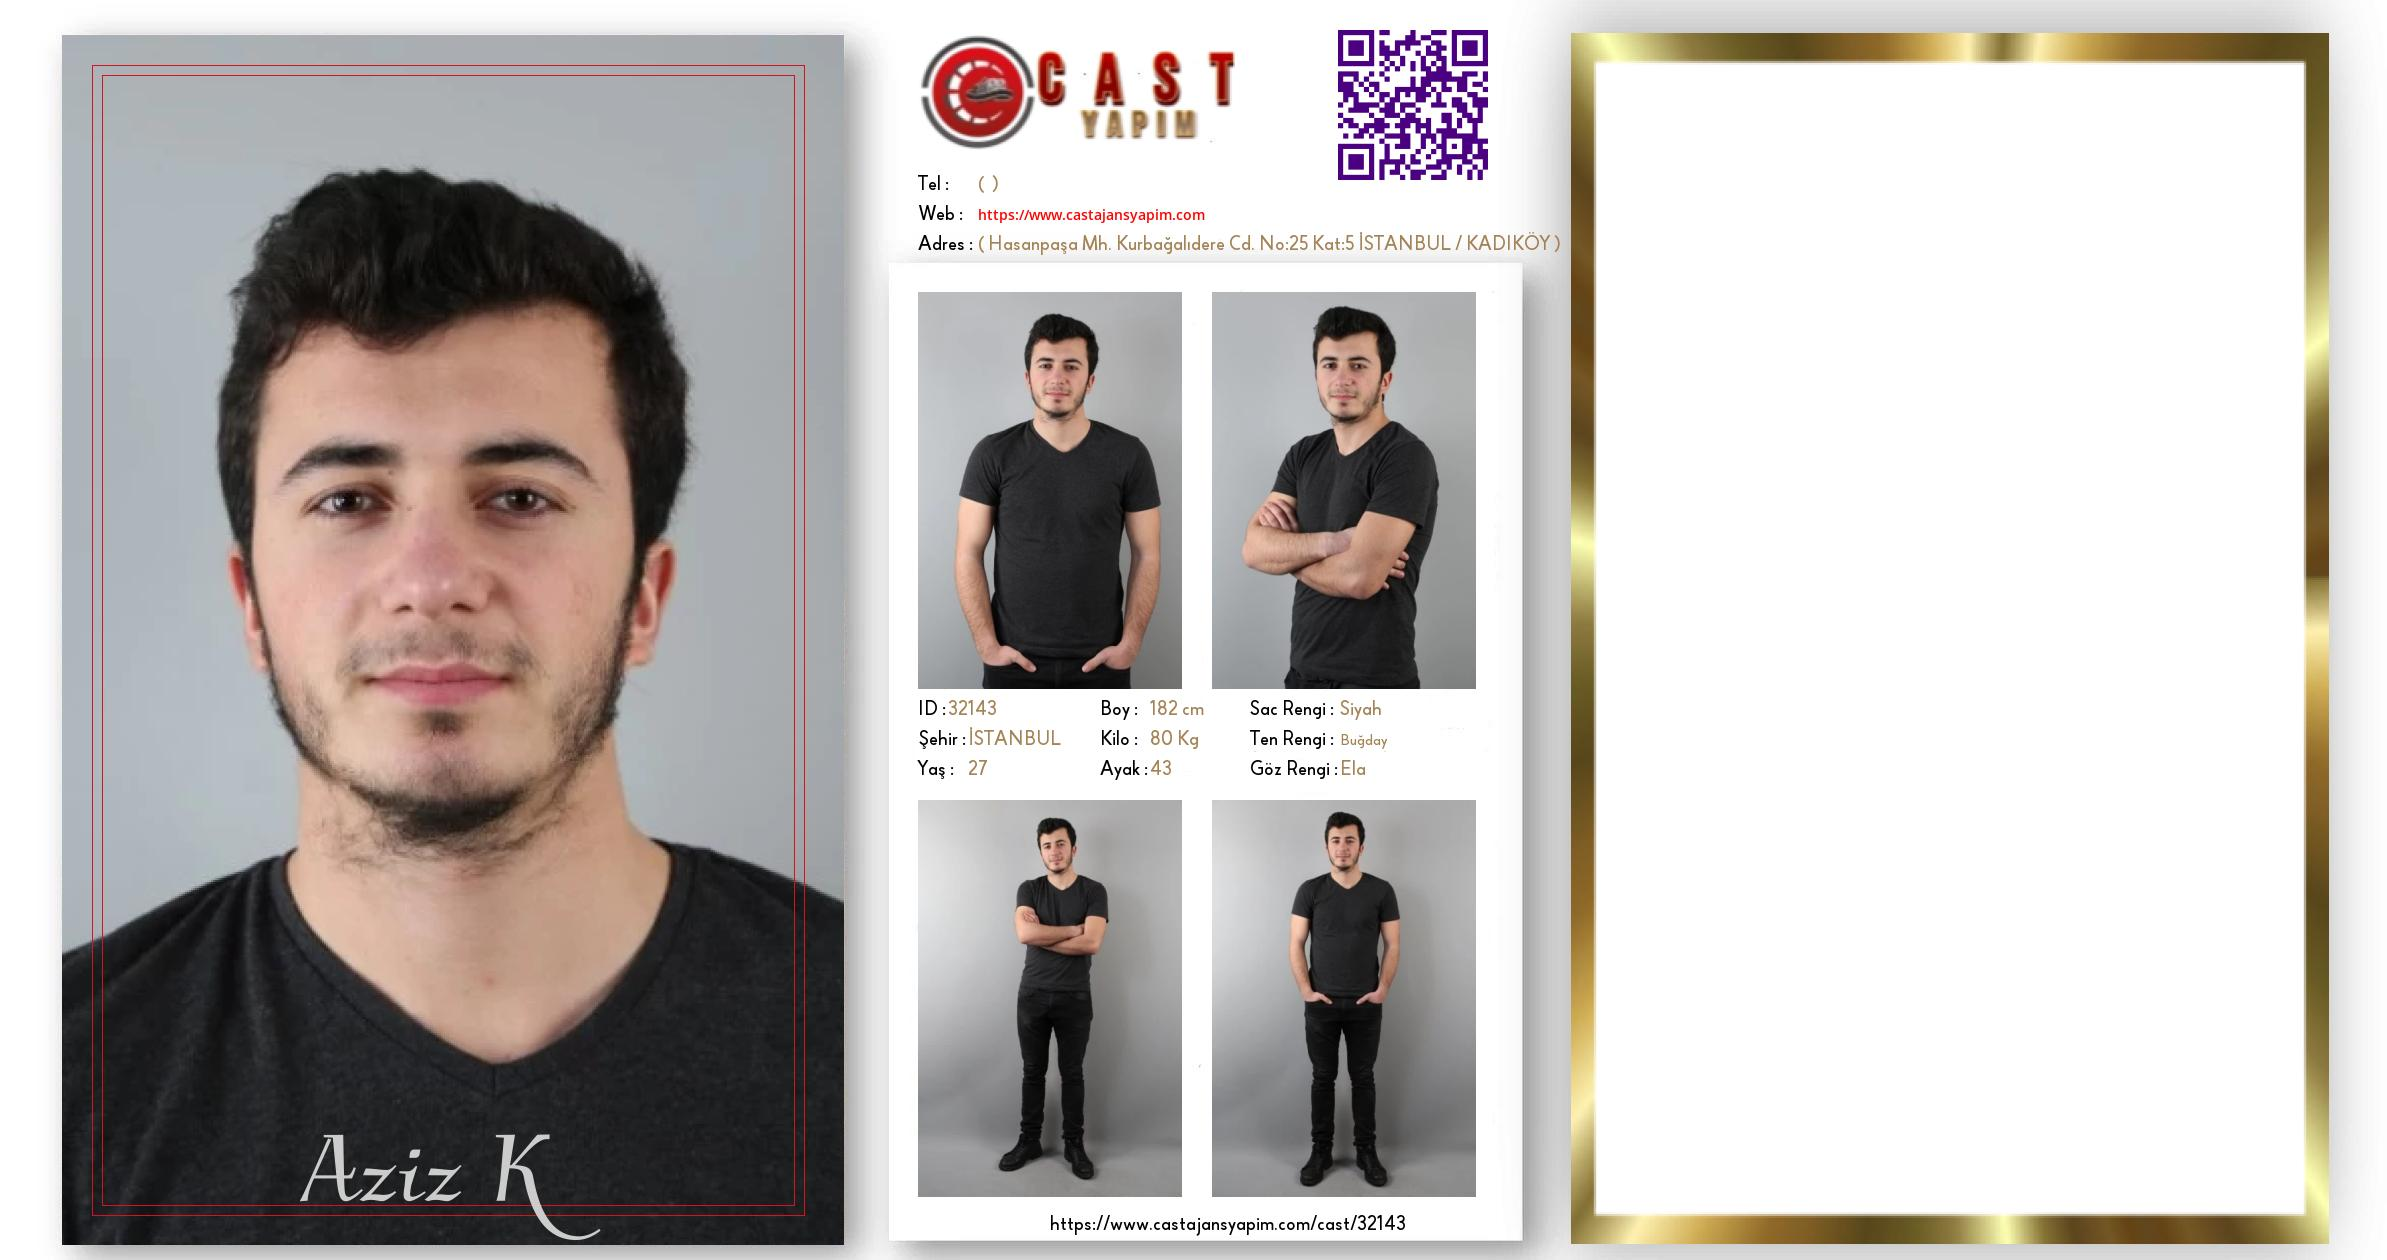 Aziz K
CAST
YAPIM
Tel : ( )
Web : https://www.castajansyapim.com
Adres : ( Hasanpaşa Mh. Kurbağalıdere Cd. No:25 Kat:5 İSTANBUL / KADIKÖY )
ID : 32143 Boy : 182 cm Sac Rengi : Siyah
Şehir : İSTANBUL Kilo : 80 Kg Ten Rengi : Buğday
Yaş : 27 Ayak : 43 Göz Rengi : Ela
https://www.castajansyapim.com/cast/32143